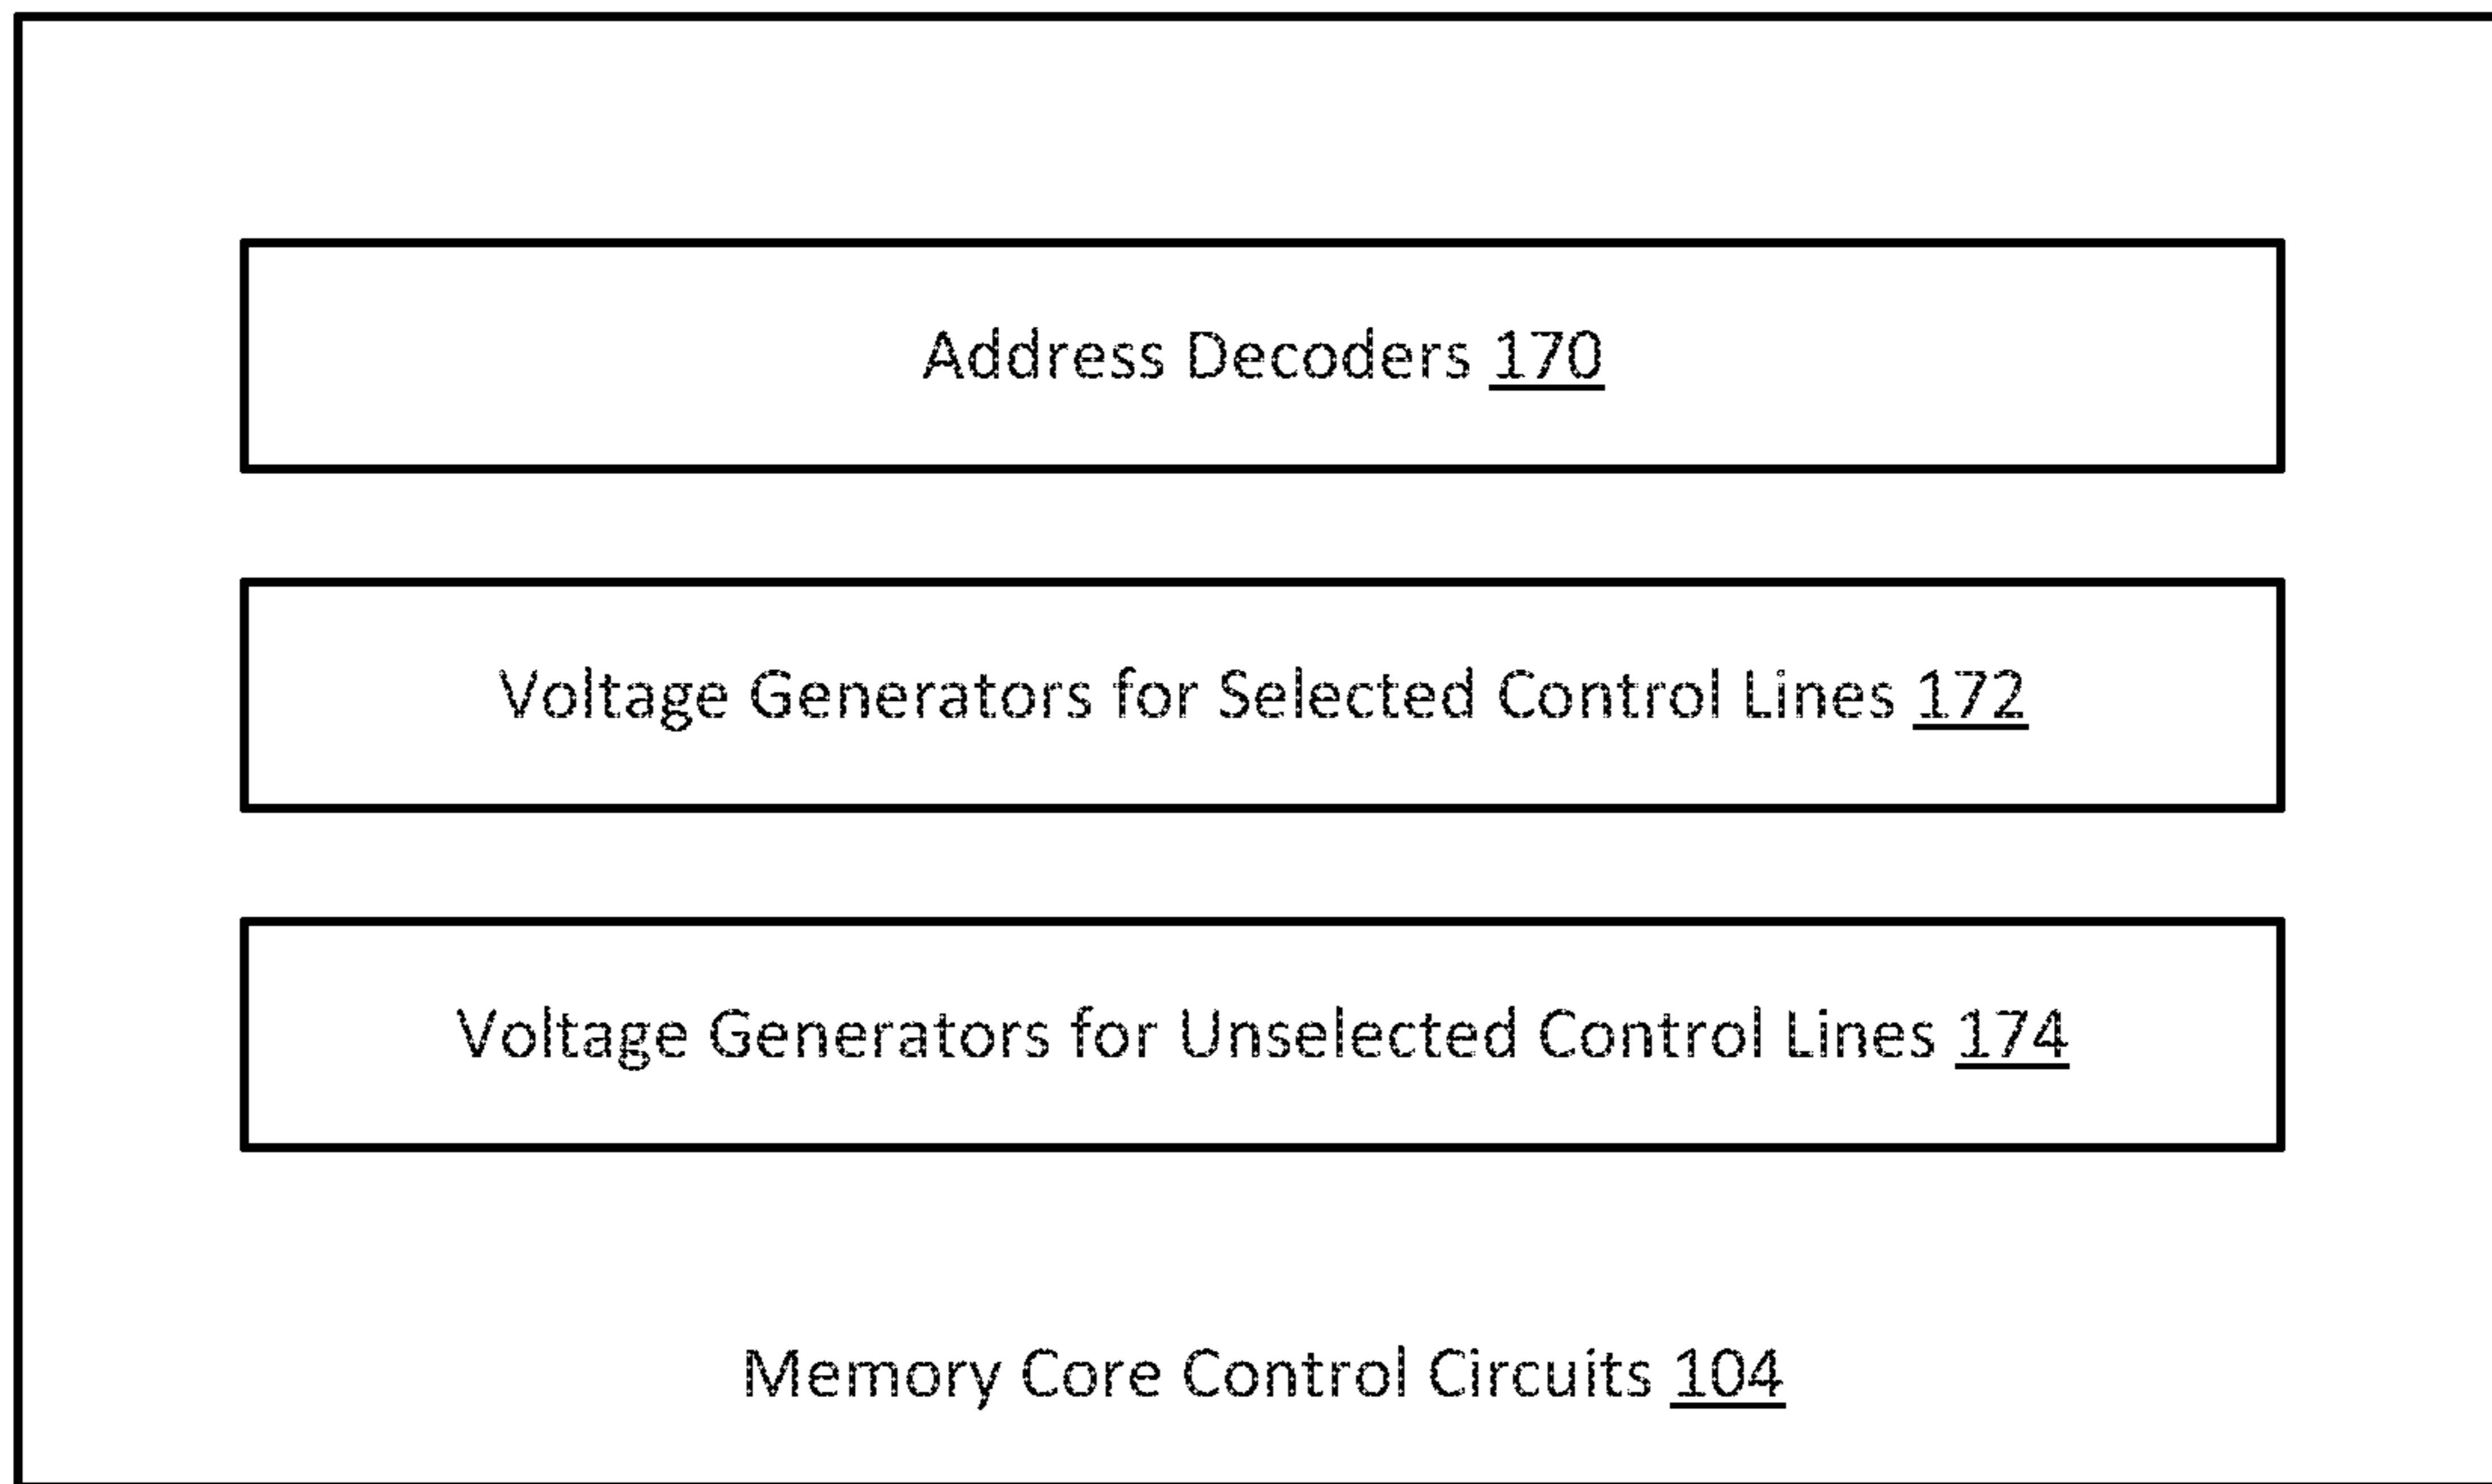 Address Decoders 170
Voltage Generators for Selected Control Lines 172
Voltage Generators for Unselected Control Lines 174
Memory Core Control Circuits 104